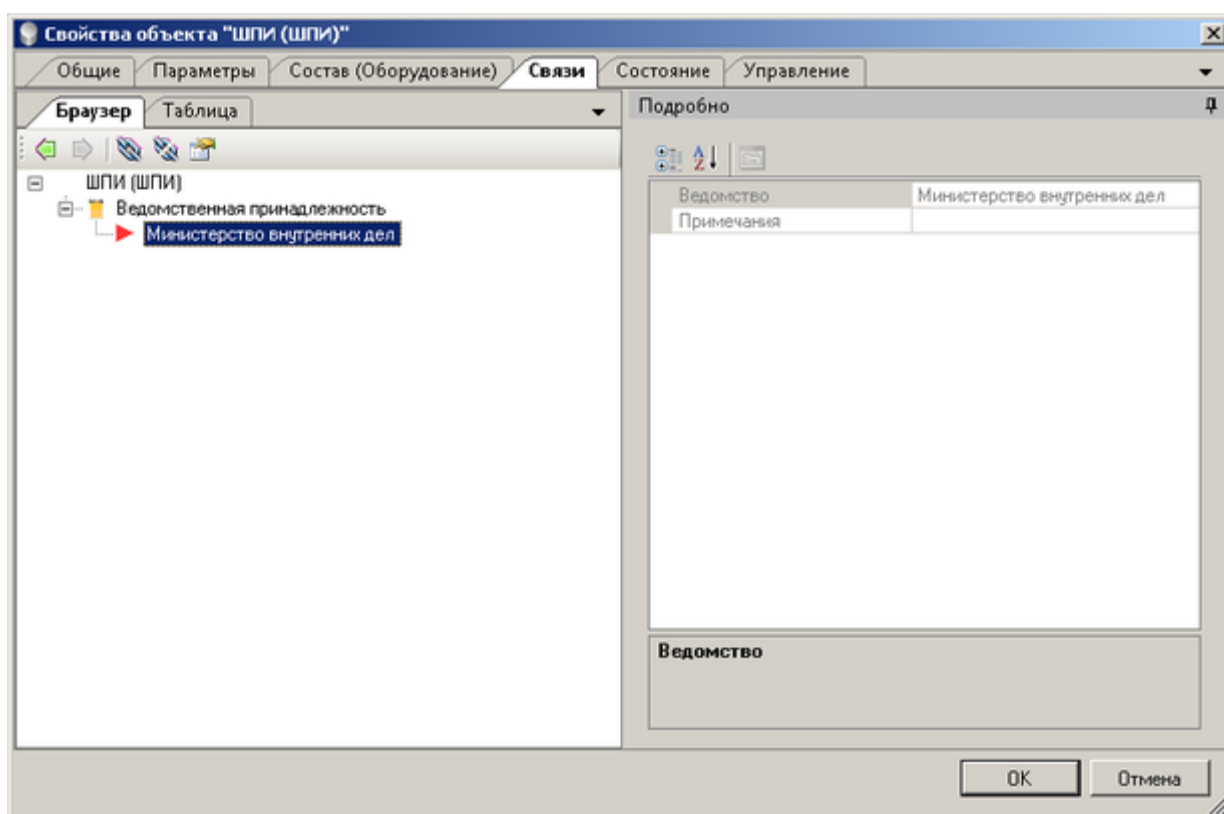 Свойства объекта "ШПИ (ШПИ)"
Общие Параметры Состав (Оборудование) Связи Состояние Управление
Браузер Таблица
Подробно
ШПИ (ШПИ)
Ведомственная принадлежность
Министерство внутренних дел
Ведомство Министерство внутренних дел
Примечания
Ведомство
OK Отмена